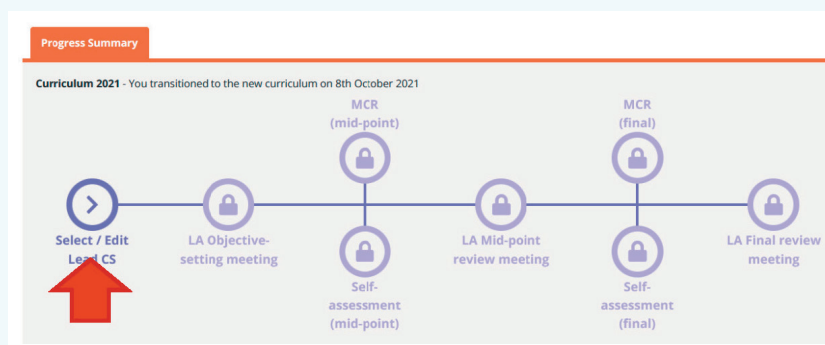 Progress Summary
Curriculum 2021 - You transitioned to the new curriculum on 8th October 2021
MCR
(mid-point)
MCR
(final)
Select / Edit
Lead CS
LA Objective-
setting meeting
LA Mid-point
review meeting
LA Final review
meeting
Self-
assessment
(mid-point)
Self-
assessment
(final)